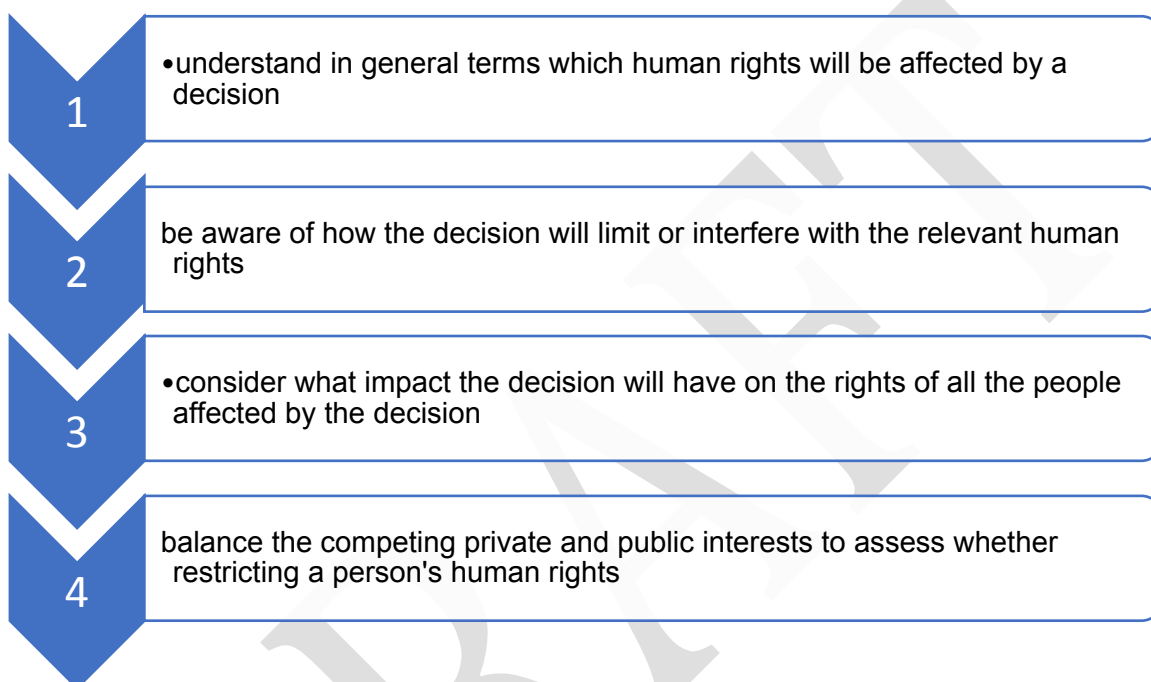 1
•understand in general terms which human rights will be affected by a
decision
2
be aware of how the decision will limit or interfere with the relevant human
rights
3
•consider what impact the decision will have on the rights of all the people
affected by the decision
4
balance the competing private and public interests to assess whether
restricting a person's human rights
RAFT